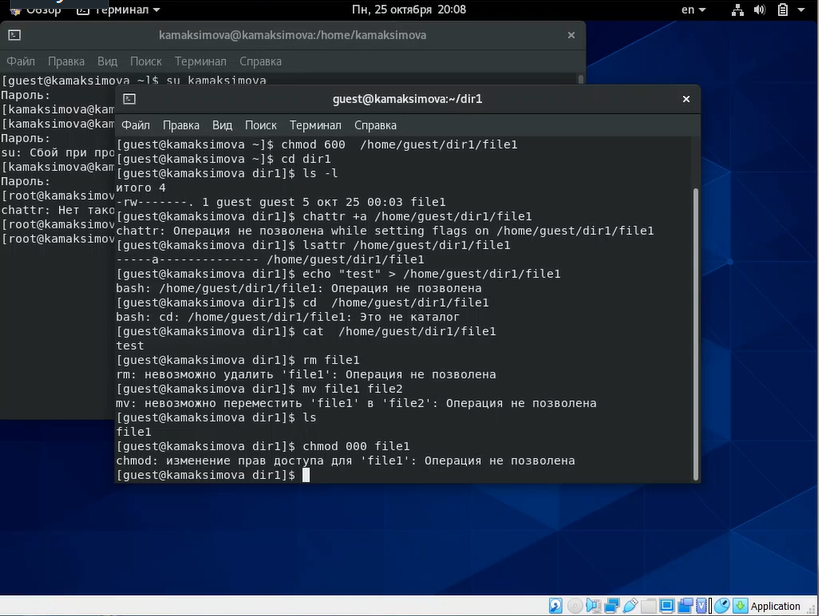 Обзор Терминал Пн, 25 октября 20:08 en
kamaksimova@kamaksimova:/home/kamaksimova
Файл Правка Вид Поиск Терминал Справка
[guest@kamaksimova ~]$ su kamaksimova
Пароль:
[kamaksimova@kam
[kamaksimova@kam
Пароль:
su: Сбой при про
[kamaksimova@kam
Пароль:
[root@kamaksimov
chattr: Нет тако
[root@kamaksimov
[root@kamaksimov
guest@kamaksimova:~/dir1
Файл Правка Вид Поиск Терминал Справка
[guest@kamaksimova ~]$ chmod 600  /home/guest/dir1/file1
[guest@kamaksimova ~]$ cd dir1
[guest@kamaksimova dir1]$ ls -l
итого 4
-rw-------. 1 guest guest 5 окт 25 00:03 file1
[guest@kamaksimova dir1]$ chattr +a /home/guest/dir1/file1
chattr: Операция не позволена while setting flags on /home/guest/dir1/file1
[guest@kamaksimova dir1]$ lsattr /home/guest/dir1/file1
-----a-------------- /home/guest/dir1/file1
[guest@kamaksimova dir1]$ echo "test" > /home/guest/dir1/file1
bash: /home/guest/dir1/file1: Операция не позволена
[guest@kamaksimova dir1]$ cd  /home/guest/dir1/file1
bash: cd: /home/guest/dir1/file1: Это не каталог
[guest@kamaksimova dir1]$ cat  /home/guest/dir1/file1
test
[guest@kamaksimova dir1]$ rm file1
rm: невозможно удалить 'file1': Операция не позволена
[guest@kamaksimova dir1]$ mv file1 file2
mv: невозможно переместить 'file1' в 'file2': Операция не позволена
[guest@kamaksimova dir1]$ ls
file1
[guest@kamaksimova dir1]$ chmod 000 file1
chmod: изменение прав доступа для 'file1': Операция не позволена
[guest@kamaksimova dir1]$
Application